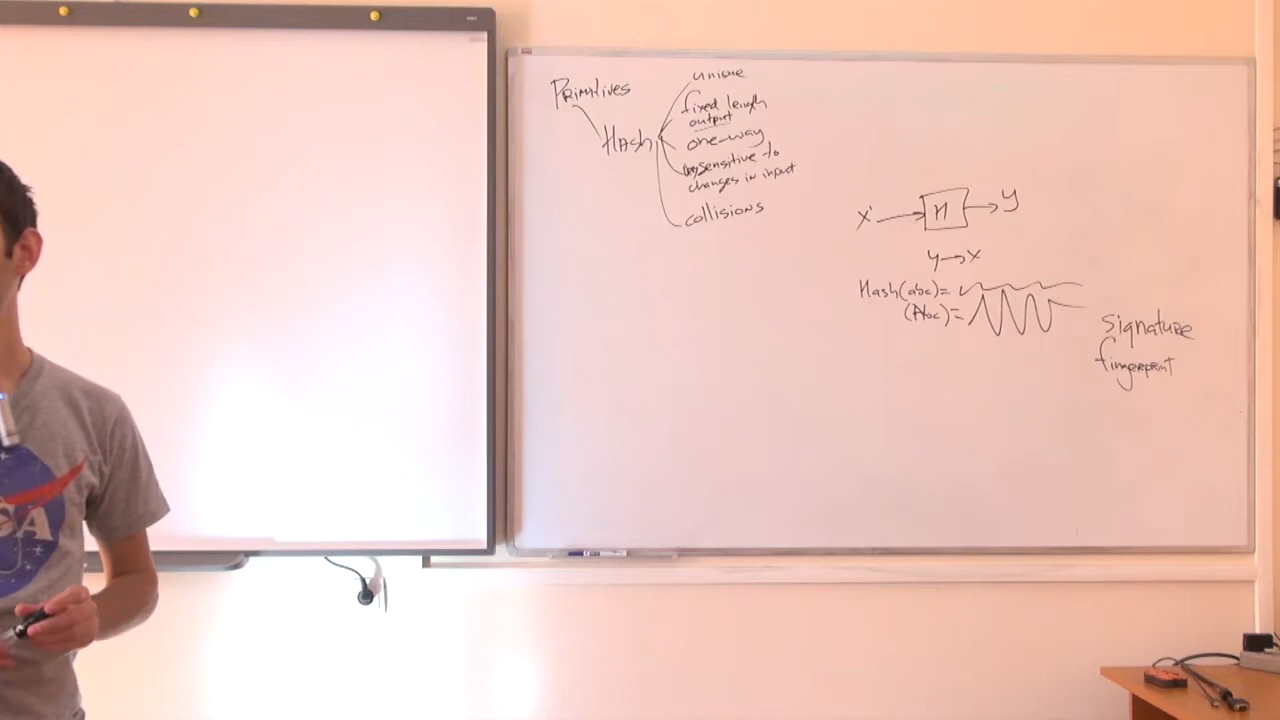 PRIMITIVES
unique
fixed length
output
HASH
one-way
sensitive to
changes in input
collisions
X' → H → y
y → x
Hash(abc)=
(Abc)=
Signature
fingerprint